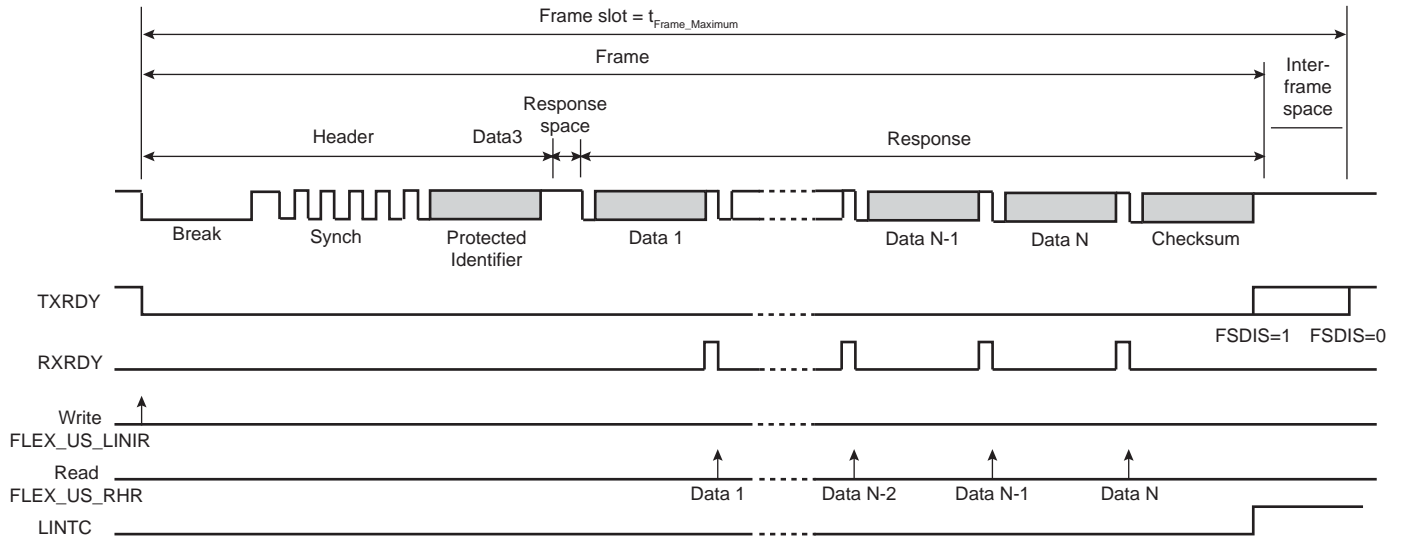 Frame slot = tFrame_Maximum
Frame
Inter-
frame
space
Response
space
Header
Data3
Response
Break
Synch
Protected
Identifier
Data 1
Data N-1
Data N
Checksum
TXRDY
FSDIS=1
FSDIS=0
RXRDY
Write
FLEX_US_LINIR
Read
FLEX_US_RHR
Data 1
Data N-2
Data N-1
Data N
LINTC